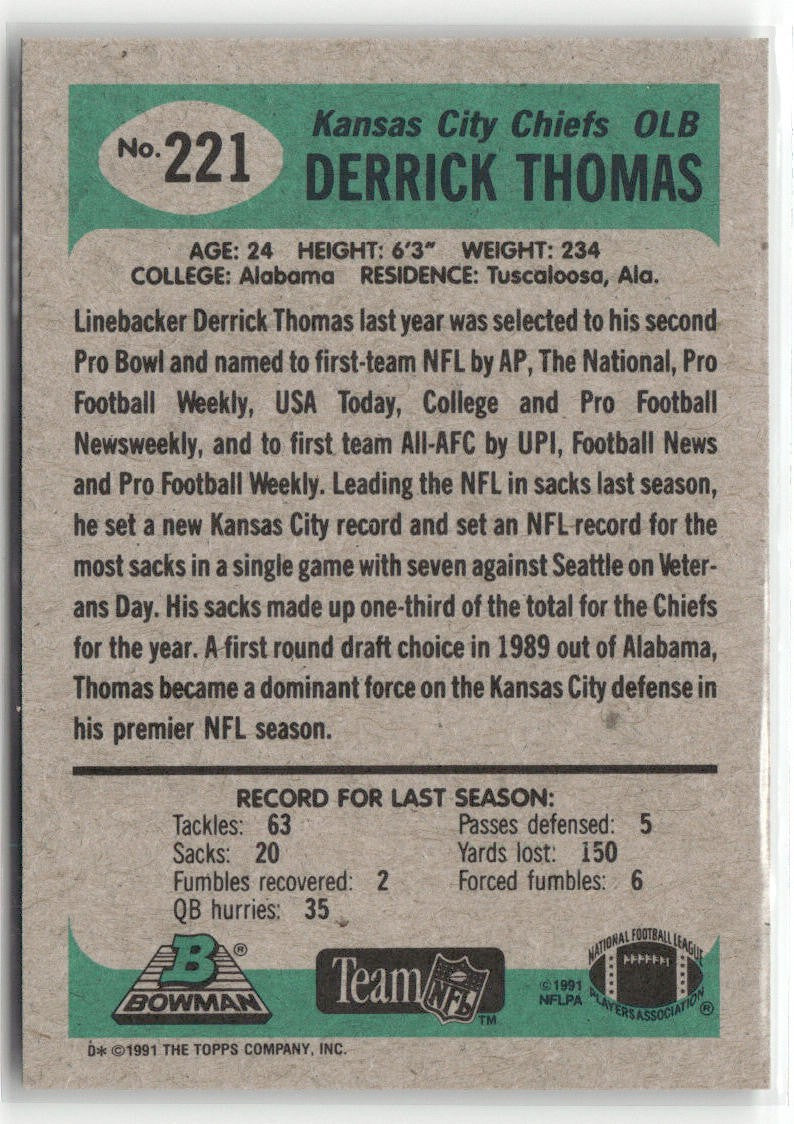 No. 221
Kansas City Chiefs OLB
DERRICK THOMAS
AGE: 24 HEIGHT: 6'3" WEIGHT: 234
COLLEGE: Alabama RESIDENCE: Tuscaloosa, Ala.
Linebacker Derrick Thomas last year was selected to his second
Pro Bowl and named to first-team NFL by AP, The National, Pro
Football Weekly, USA Today, College and Pro Football
Newsweekly, and to first team All-AFC by UPI, Football News
and Pro Football Weekly. Leading the NFL in sacks last season,
he set a new Kansas City record and set an NFL record for the
most sacks in a single game with seven against Seattle on Veter-
ans Day. His sacks made up one-third of the total for the Chiefs
for the year. A first round draft choice in 1989 out of Alabama,
Thomas became a dominant force on the Kansas City defense in
his premier NFL season.
RECORD FOR LAST SEASON:
Tackles: 63 Passes defensed: 5
Sacks: 20 Yards lost: 150
Fumbles recovered: 2 Forced fumbles: 6
QB hurries: 35
B ®
BOWMAN
Team NFL ™
©1991
NFLPA
NATIONAL FOOTBALL LEAGUE
PLAYERS ASSOCIATION ®
D* ©1991 THE TOPPS COMPANY, INC.